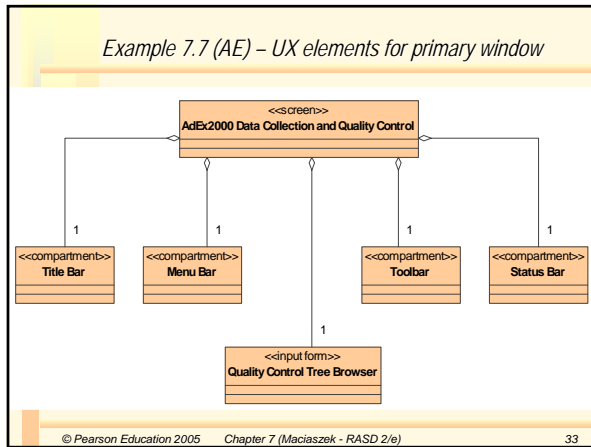 Example 7.7 (AE) – UX elements for primary window
<<screen>>
AdEx2000 Data Collection and Quality Control
1
1
1
1
<<compartment>>
Title Bar
<<compartment>>
Menu Bar
<<compartment>>
Toolbar
<<compartment>>
Status Bar
1
<<input form>>
Quality Control Tree Browser
© Pearson Education 2005 Chapter 7 (Maciaszek - RASD 2/e) 33